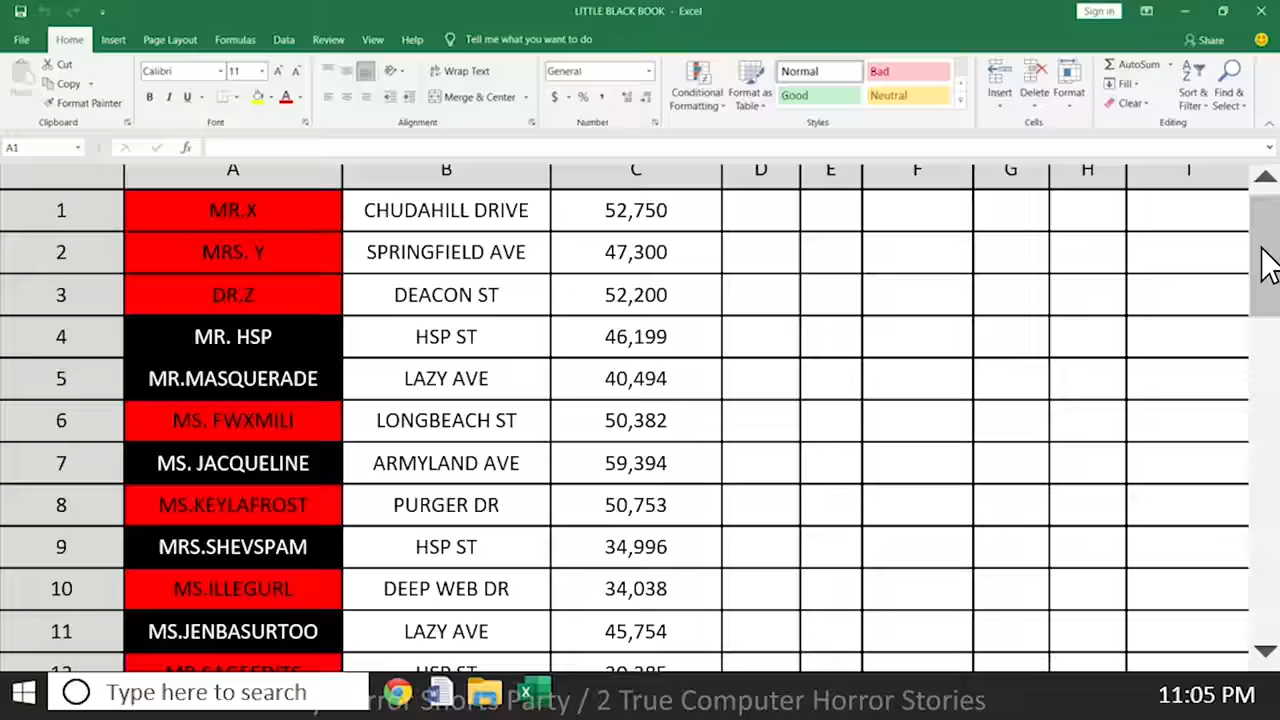 LITTLE BLACK BOOK - Excel
Sign in
File Home Insert Page Layout Formulas Data Review View Help Tell me what you want to do Share
Cut
Copy
Format Painter
Clipboard
Calibri 11
B I U A
Font
Wrap Text
Merge & Center
Alignment
General
$ % ,
Number
Conditional Formatting
Format as Table
Normal Bad
Good Neutral
Styles
Insert Delete Format
Cells
AutoSum
Fill
Clear
Sort & Filter
Find & Select
Editing
A1 fx
A B C D E F G H I
1 MR.X CHUDAHILL DRIVE 52,750
2 MRS. Y SPRINGFIELD AVE 47,300
3 DR.Z DEACON ST 52,200
4 MR. HSP HSP ST 46,199
5 MR.MASQUERADE LAZY AVE 40,494
6 MS. FWXMILI LONGBEACH ST 50,382
7 MS. JACQUELINE ARMYLAND AVE 59,394
8 MS.KEYLAFROST PURGER DR 50,753
9 MRS.SHEVSPAM HSP ST 34,996
10 MS.ILLEGURL DEEP WEB DR 34,038
11 MS.JENBASURTOO LAZY AVE 45,754
12 HSP ST
Type here to search
Party / 2 True Computer Horror Stories
11:05 PM